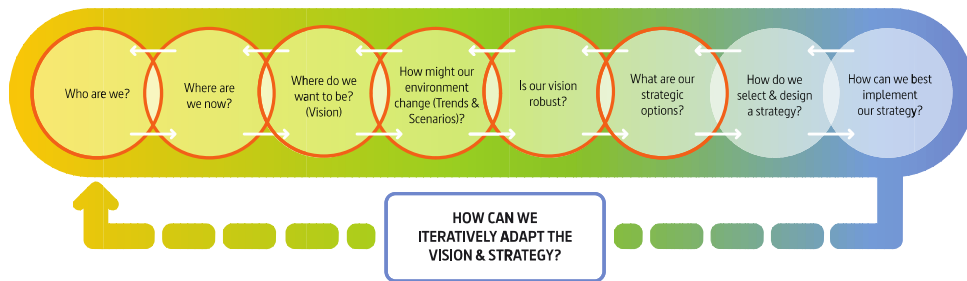 Who are we?
Where are
we now?
Where do we
want to be?
(Vision)
How might our
environment
change (Trends &
Scenarios)?
Is our vision
robust?
What are our
strategic
options?
How do we
select & design
a strategy?
How can we best
implement
our strategy?
HOW CAN WE
ITERATIVELY ADAPT THE
VISION & STRATEGY?